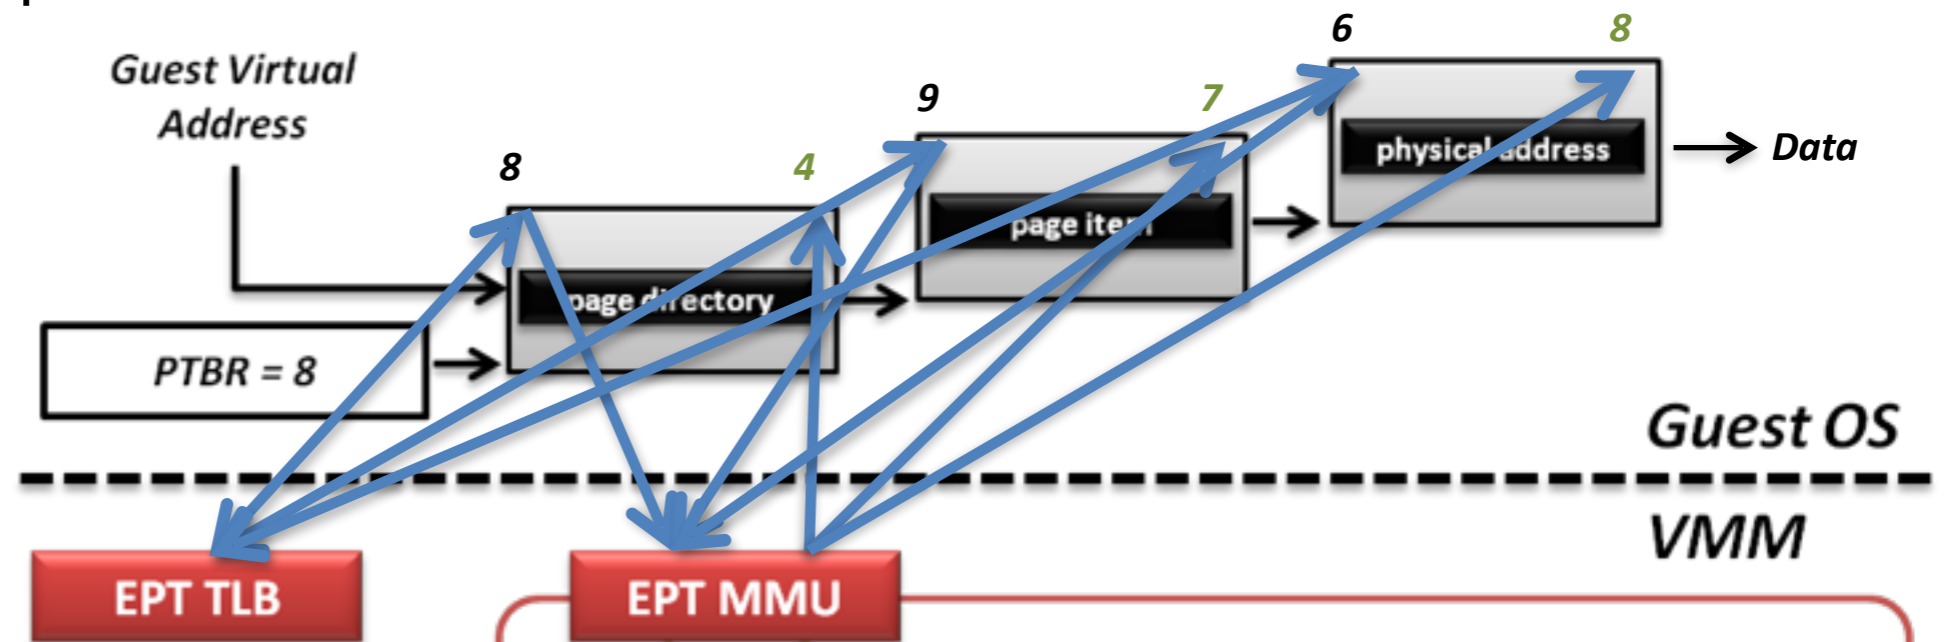 6 8
Guest Virtual
Address
9 7
physical address
Data
8 4
page item
page directory
PTBR = 8
Guest OS
VMM
EPT TLB
EPT MMU